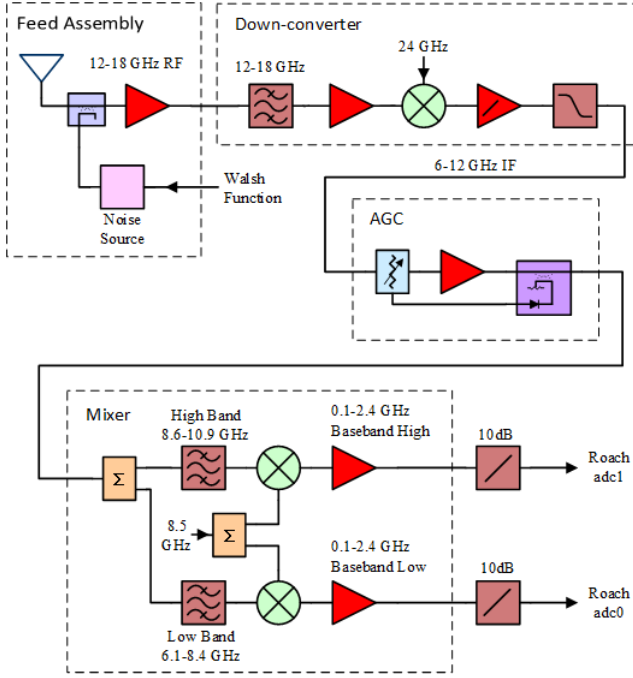 Feed Assembly
Down-converter
12-18 GHz RF
12-18 GHz
24 GHz
Walsh
Function
Noise
Source
6-12 GHz IF
AGC
Mixer
High Band
8.6-10.9 GHz
0.1-2.4 GHz
Baseband High
10dB
Roach
adc1
Σ
8.5
GHz
Σ
0.1-2.4 GHz
Baseband Low
10dB
Roach
adc0
Low Band
6.1-8.4 GHz